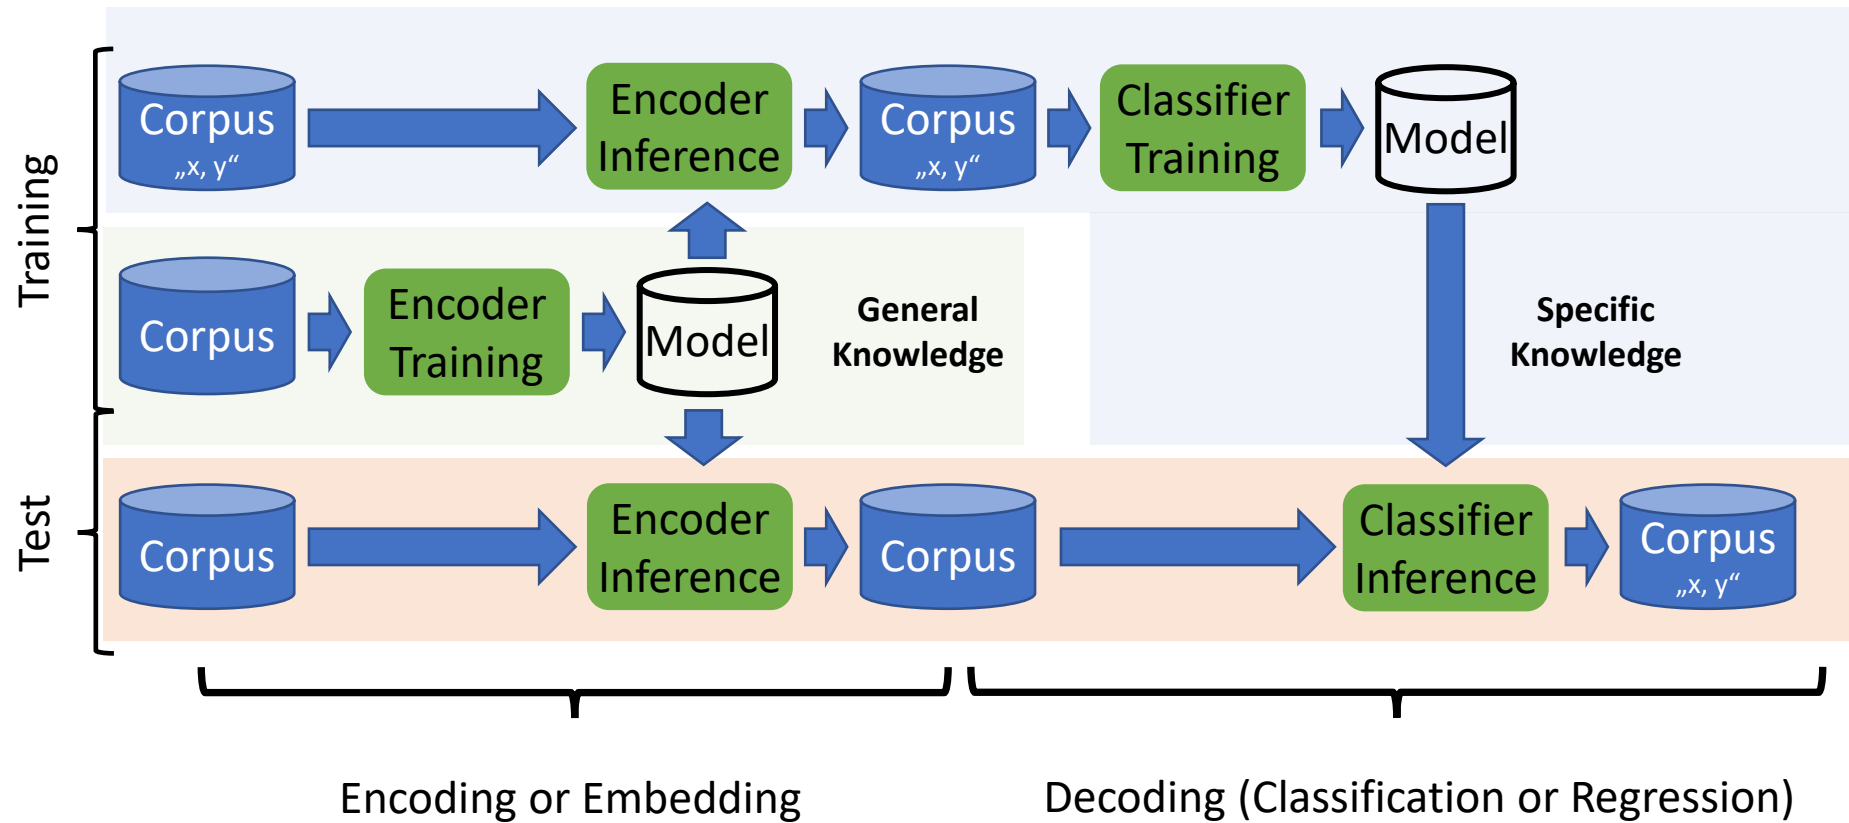 Training
Corpus
„x, y“
Encoder
Inference
Corpus
„x, y“
Classifier
Training
Model
Corpus
Encoder
Training
Model
General
Knowledge
Specific
Knowledge
Test
Corpus
Encoder
Inference
Corpus
Classifier
Inference
Corpus
„x, y“
Encoding or Embedding
Decoding (Classification or Regression)